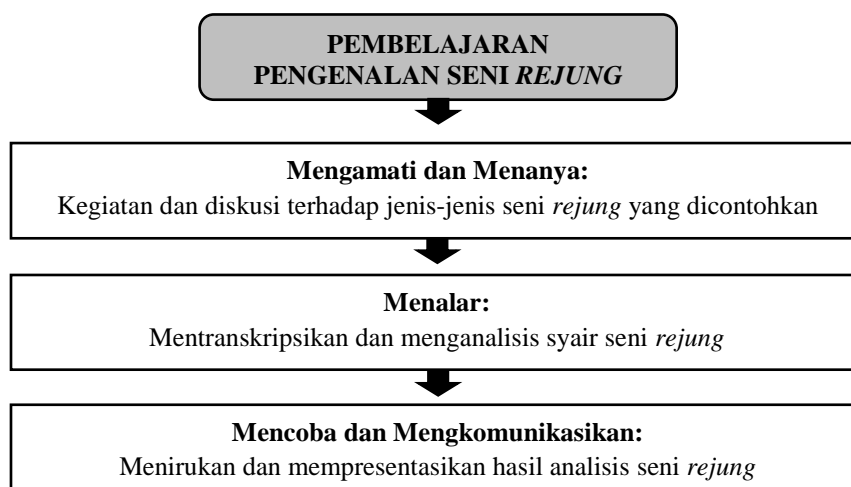 PEMBELAJARAN
PENGENALAN SENI REJUNG
Mengamati dan Menanya:
Kegiatan dan diskusi terhadap jenis-jenis seni rejung yang dicontohkan
Menalar:
Mentranskripsikan dan menganalisis syair seni rejung
Mencoba dan Mengkomunikasikan:
Menirukan dan mempresentasikan hasil analisis seni rejung